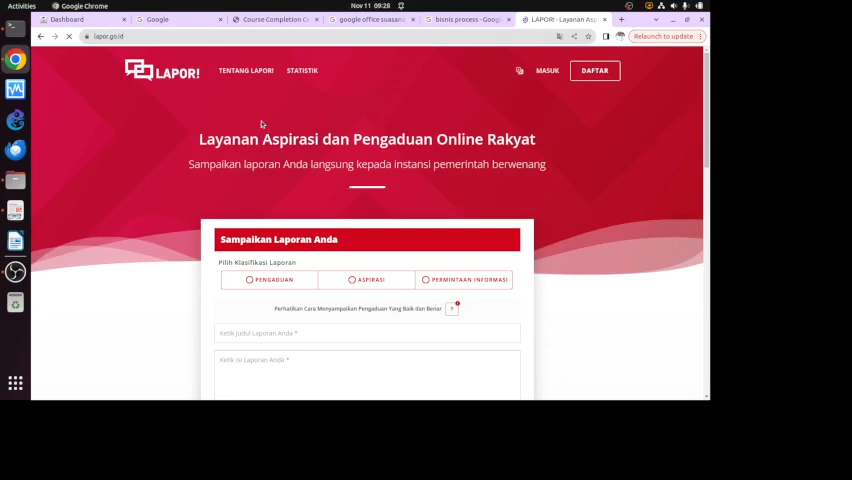 Activities Google Chrome Nov 11 09:28
Dashboard Google Course Completion Ce google office suasana bisnis process - Google LAPOR! - Layanan Asp
lapor.go.id Relaunch to update
LAPOR! TENTANG LAPOR! STATISTIK MASUK DAFTAR
Layanan Aspirasi dan Pengaduan Online Rakyat
Sampaikan laporan Anda langsung kepada instansi pemerintah berwenang
Sampaikan Laporan Anda
Pilih Klasifikasi Laporan
PENGADUAN ASPIRASI PERMINTAAN INFORMASI
Perhatikan Cara Menyampaikan Pengaduan Yang Baik dan Benar ?
Ketik Judul Laporan Anda *
Ketik Isi Laporan Anda *